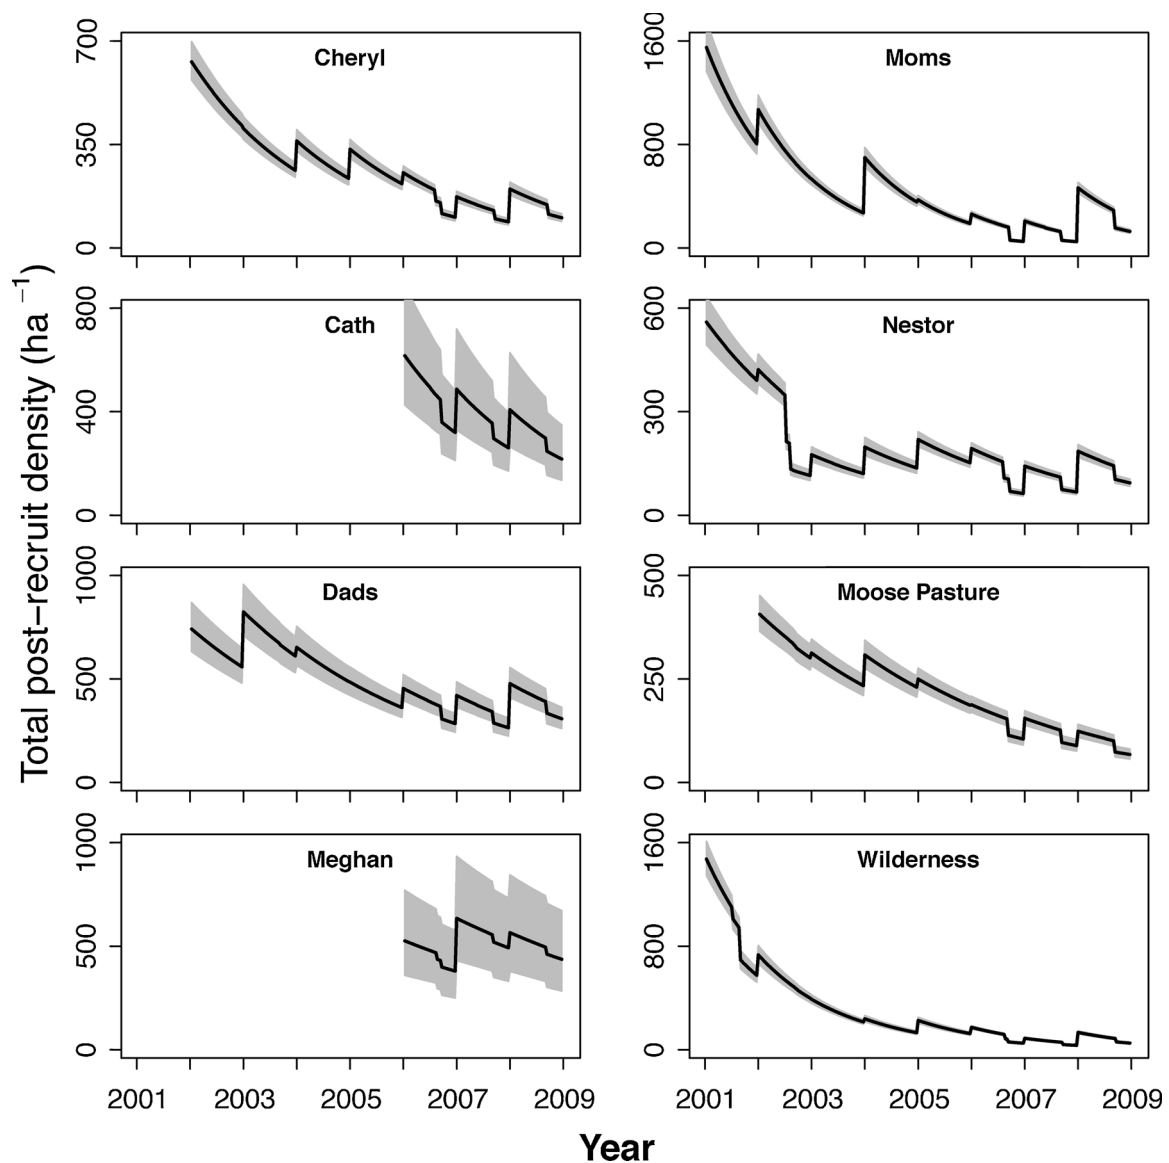 Total post−recruit density (ha −1)
Cheryl
700
350
0
Moms
1600
800
0
Cath
800
400
0
Nestor
600
300
0
Dads
1000
500
0
Moose Pasture
500
250
0
Meghan
1000
500
0
Wilderness
1600
800
0
2001 2003 2005 2007 2009
2001 2003 2005 2007 2009
Year